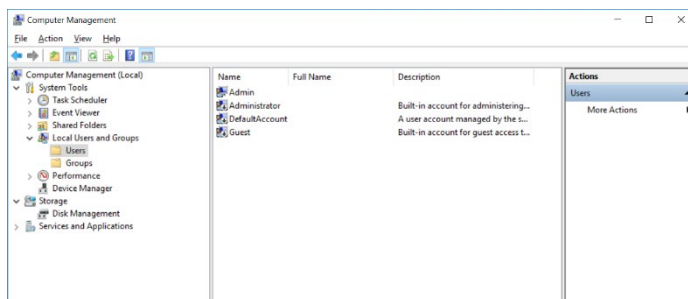 Computer Management
File Action View Help
Computer Management (Local)
System Tools
Task Scheduler
Event Viewer
Shared Folders
Local Users and Groups
Users
Groups
Performance
Device Manager
Storage
Disk Management
Services and Applications
Name Full Name Description
Admin
Administrator Built-in account for administering...
DefaultAccount A user account managed by the s...
Guest Built-in account for guest access t...
Actions
Users
More Actions